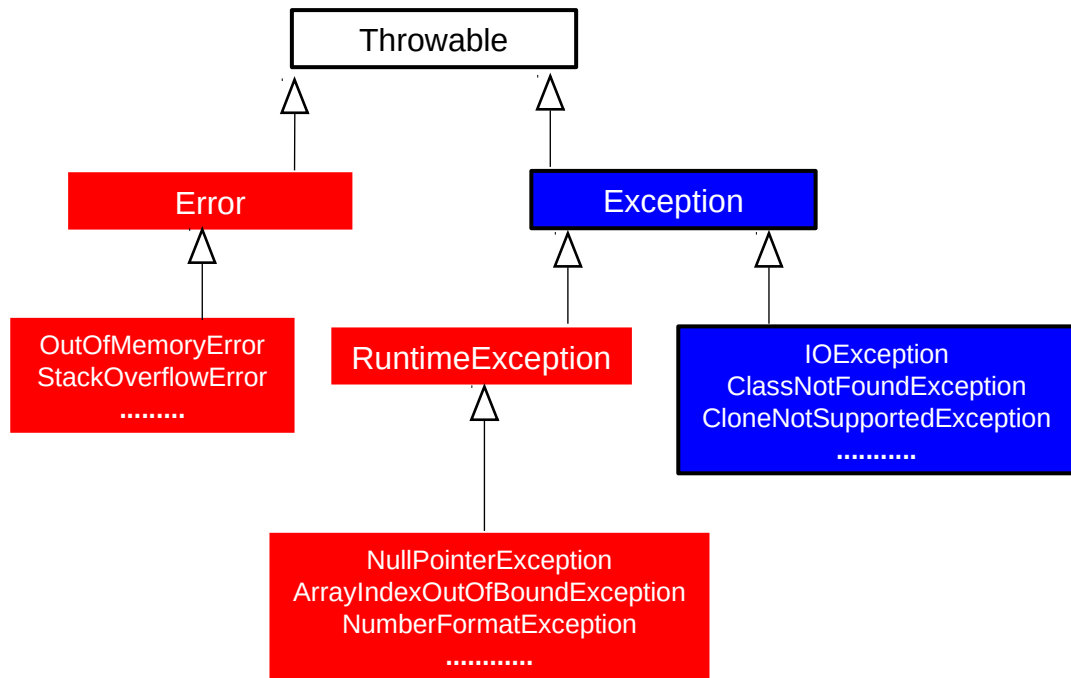 Throwable
Error
Exception
OutOfMemoryError
StackOverflowError
.........
RuntimeException
IOException
ClassNotFoundException
CloneNotSupportedException
...........
NullPointerException
ArrayIndexOutOfBoundException
NumberFormatException
............